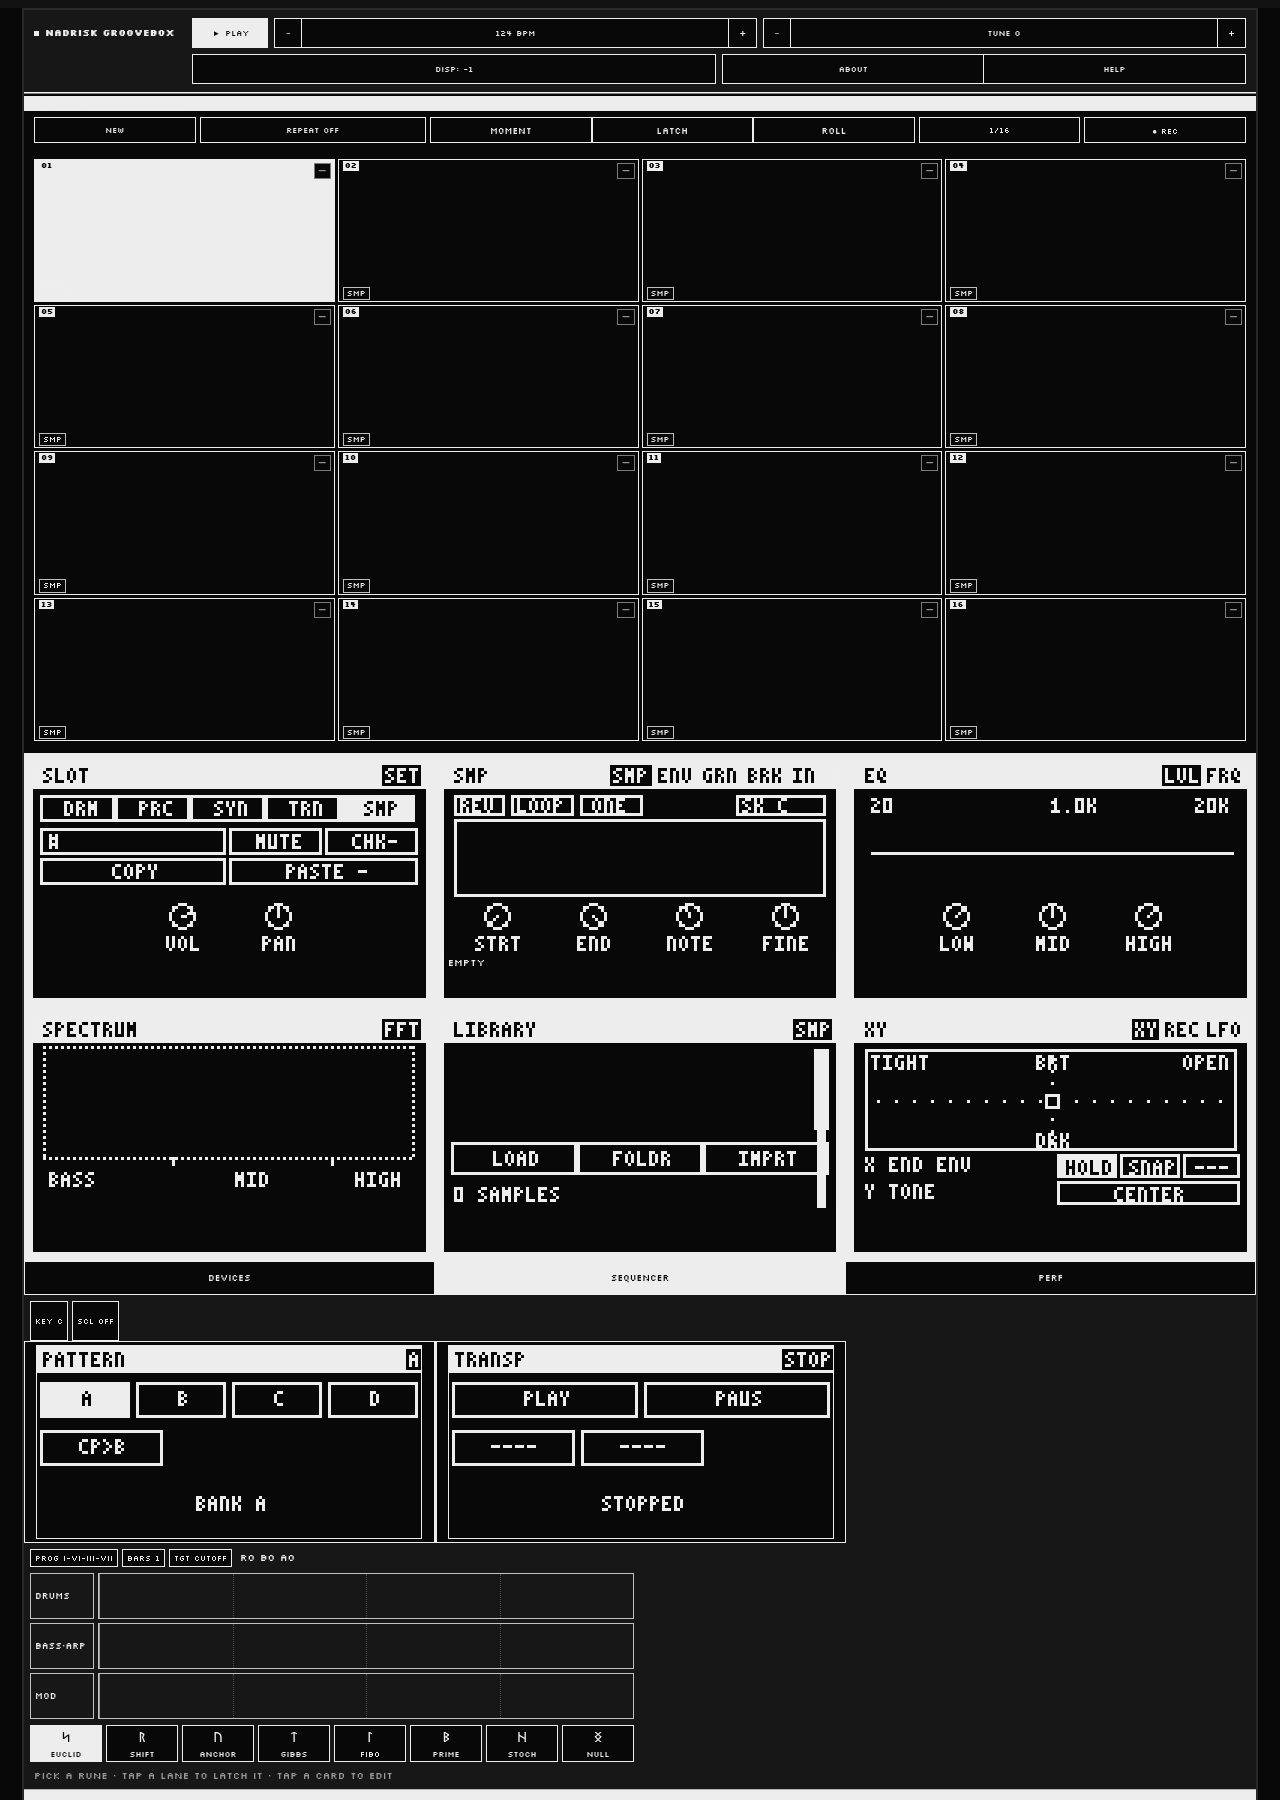 ■ NADRISK GROOVEBOX ▶ PLAY - 124 BPM + - TUNE 0 +
DISP: -1 ABOUT HELP
NEW REPEAT OFF MOMENT LATCH ROLL 1/16 ● REC
01 — 02 — 03 — 04 —
SMP SMP SMP
05 — 06 — 07 — 08 —
SMP SMP SMP SMP
09 — 10 — 11 — 12 —
SMP SMP SMP SMP
13 — 14 — 15 — 16 —
SMP SMP SMP SMP
SLOT SET
DRM PRC SYN TRN SMP
MUTE CHK-
COPY PASTE -
VOL PAN
SMP SMP ENV GRN BRK IN
REV LOOP ONE SK C
STRT END NOTE FINE
EMPTY
EQ LVL FRQ
20 1.0K 20K
LOW MID HIGH
SPECTRUM FFT
BASS MID HIGH
LIBRARY SMP
LOAD FOLDR IMPRT
0 SAMPLES
XY XY REC LFO
TIGHT BRT OPEN
DRK
X END ENV HOLD SNAP ---
Y TONE CENTER
DEVICES SEQUENCER PERF
KEY C SCL OFF
PATTERN A
A B C D
CP>B
BANK A
TRANSP STOP
PLAY PAUS
---- ----
STOPPED
PROG I-VI-III-VII BARS 1 TGT CUTOFF R0 B0 A0
DRUMS
BASS·ARP
MOD
ᛋ ᚱ ᚢ ᛏ ᛚ ᛒ ᚺ ᛝ
EUCLID SHIFT ANCHOR GIBBS FIBO PRIME STOCH NULL
PICK A RUNE · TAP A LANE TO LATCH IT · TAP A CARD TO EDIT